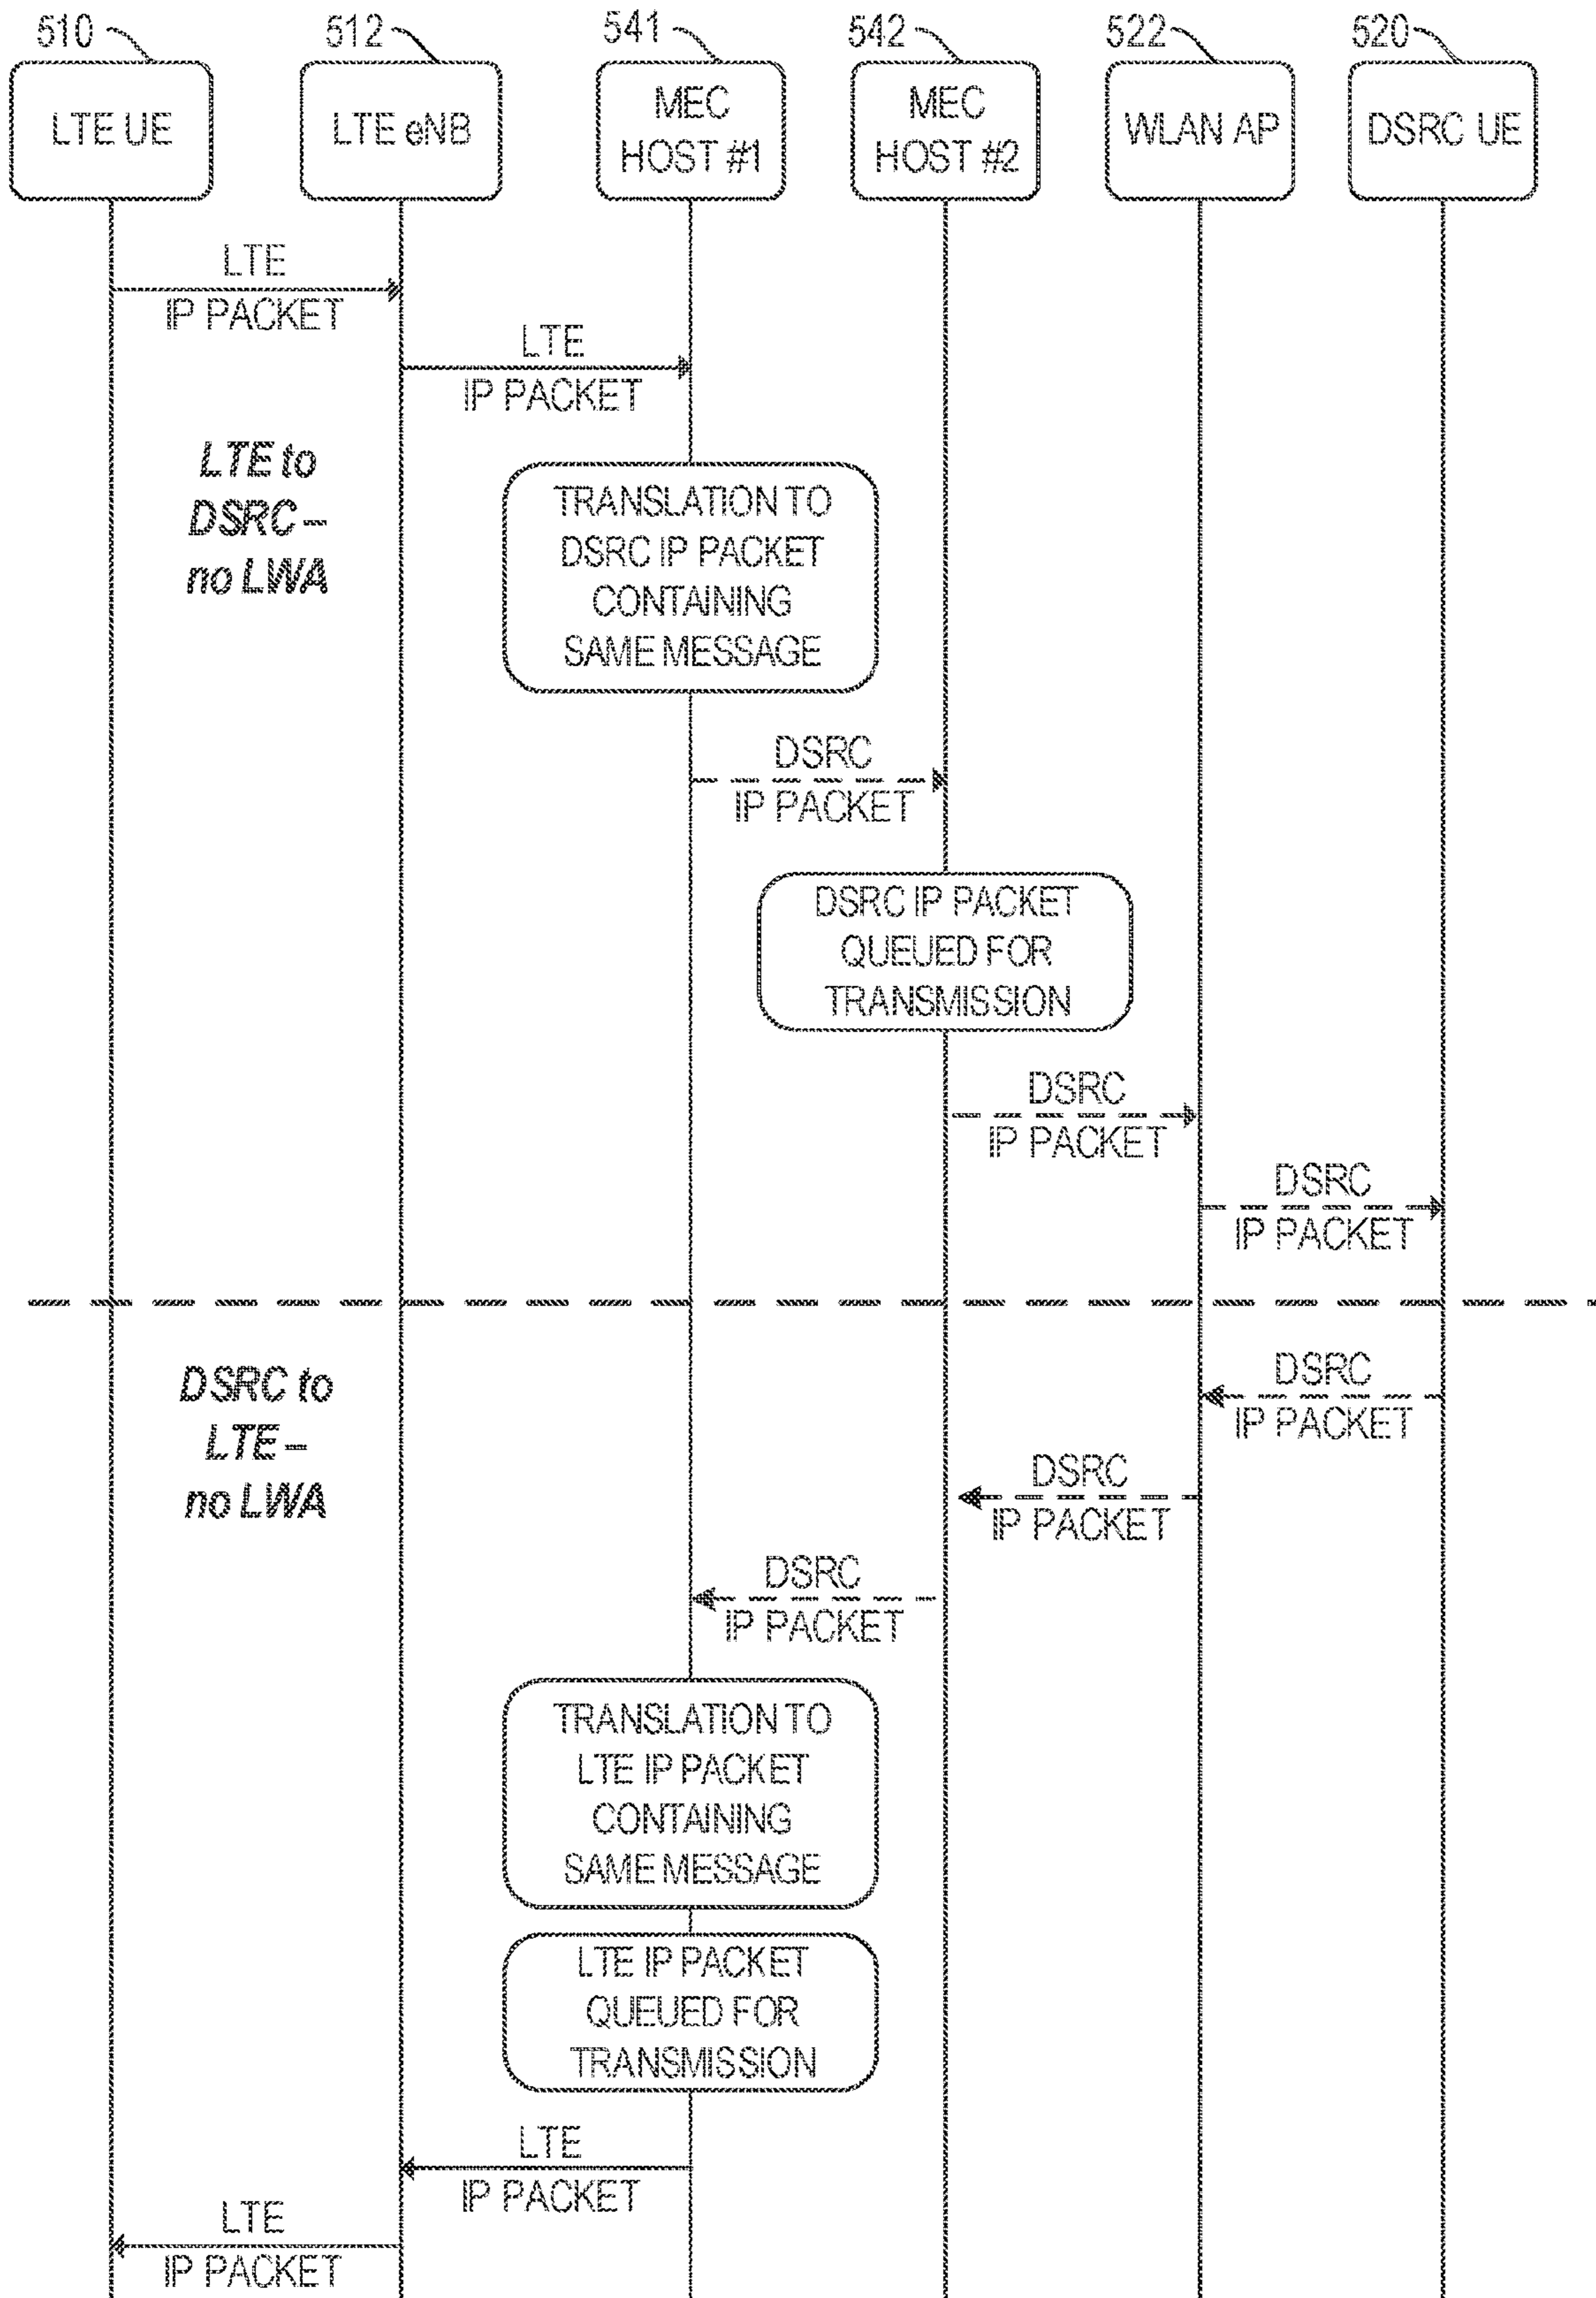 510
512
541
542
522
520
LTE UE
LTE eNB
MEC
HOST #1
MEC
HOST #2
WLAN AP
DSRC UE
LTE
IP PACKET
LTE
IP PACKET
LTE to
DSRC –
no LWA
TRANSLATION TO
DSRC IP PACKET
CONTAINING
SAME MESSAGE
DSRC
IP PACKET
DSRC IP PACKET
QUEUED FOR
TRANSMISSION
DSRC
IP PACKET
DSRC
IP PACKET
DSRC to
LTE –
no LWA
DSRC
IP PACKET
DSRC
IP PACKET
DSRC
IP PACKET
TRANSLATION TO
LTE IP PACKET
CONTAINING
SAME MESSAGE
LTE IP PACKET
QUEUED FOR
TRANSMISSION
LTE
IP PACKET
LTE
IP PACKET